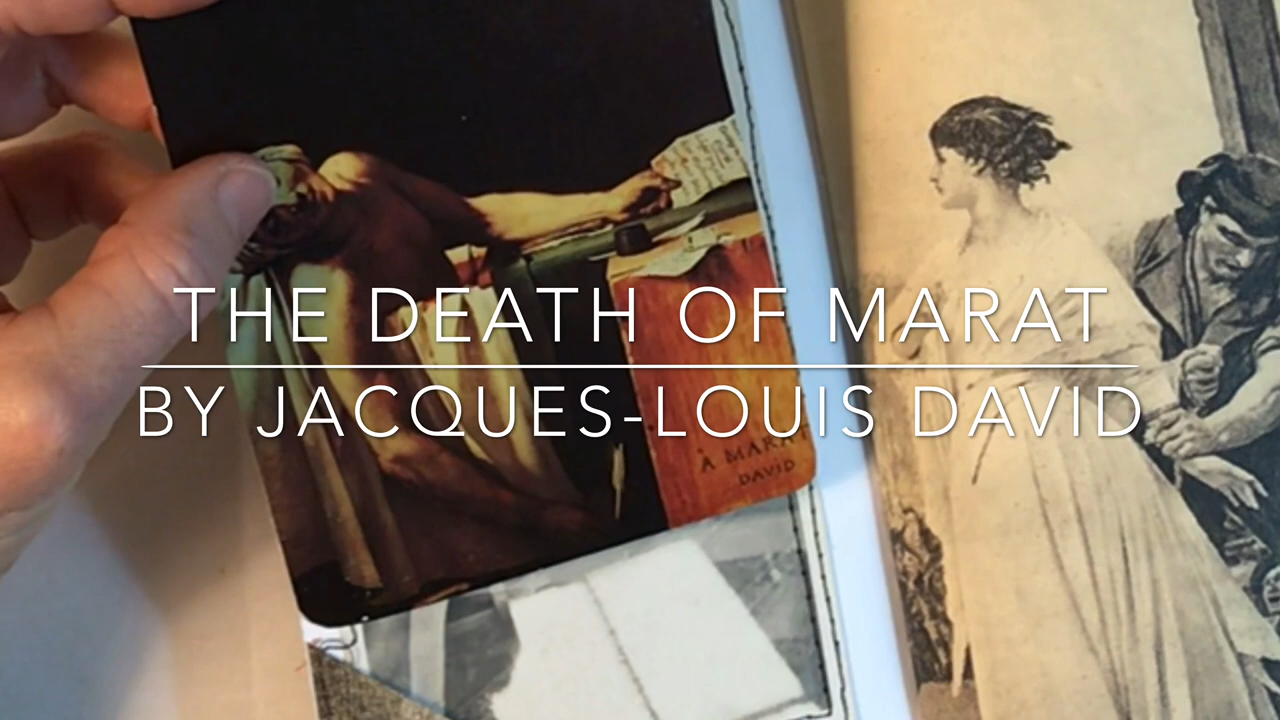 THE DEATH OF MARAT
BY JACQUES-LOUIS DAVID
À MARAT
DAVID